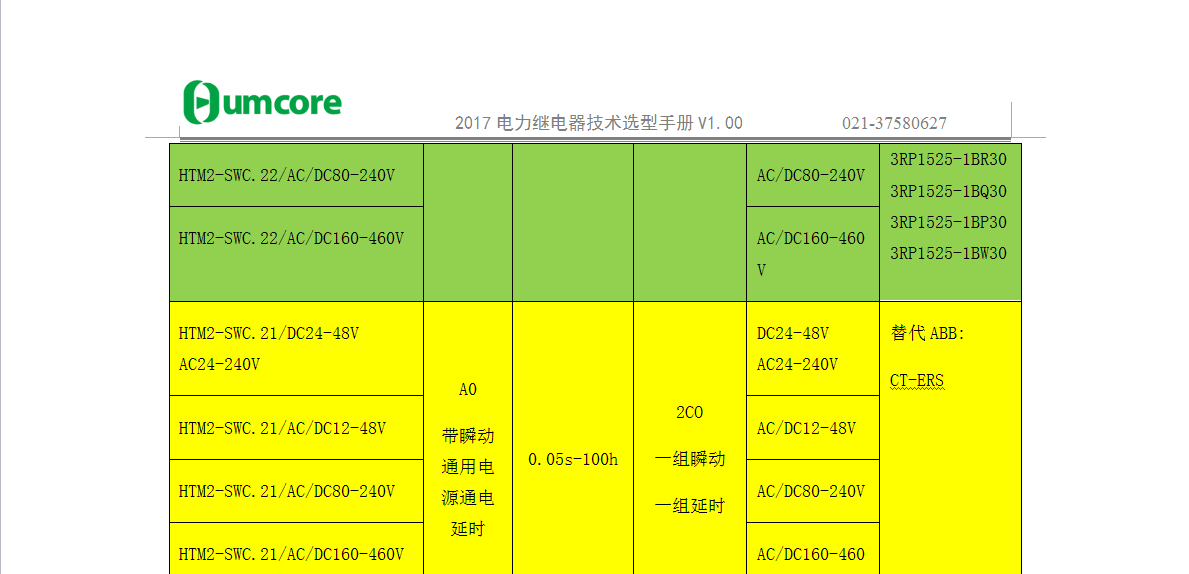 umcore
2017 电力继电器技术选型手册 V1.00
021-37580627
HTM2-SWC.22/AC/DC80-240V
AC/DC80-240V
3RP1525-1BR30
3RP1525-1BQ30
3RP1525-1BP30
3RP1525-1BW30
HTM2-SWC.22/AC/DC160-460V
AC/DC160-460
V
HTM2-SWC.21/DC24-48V
AC24-240V
A0
带瞬动
通用电
源通电
延时
0.05s-100h
2CO
一组瞬动
一组延时
DC24-48V
AC24-240V
替代 ABB:
CT-ERS
HTM2-SWC.21/AC/DC12-48V
AC/DC12-48V
HTM2-SWC.21/AC/DC80-240V
AC/DC80-240V
HTM2-SWC.21/AC/DC160-460V
AC/DC160-460